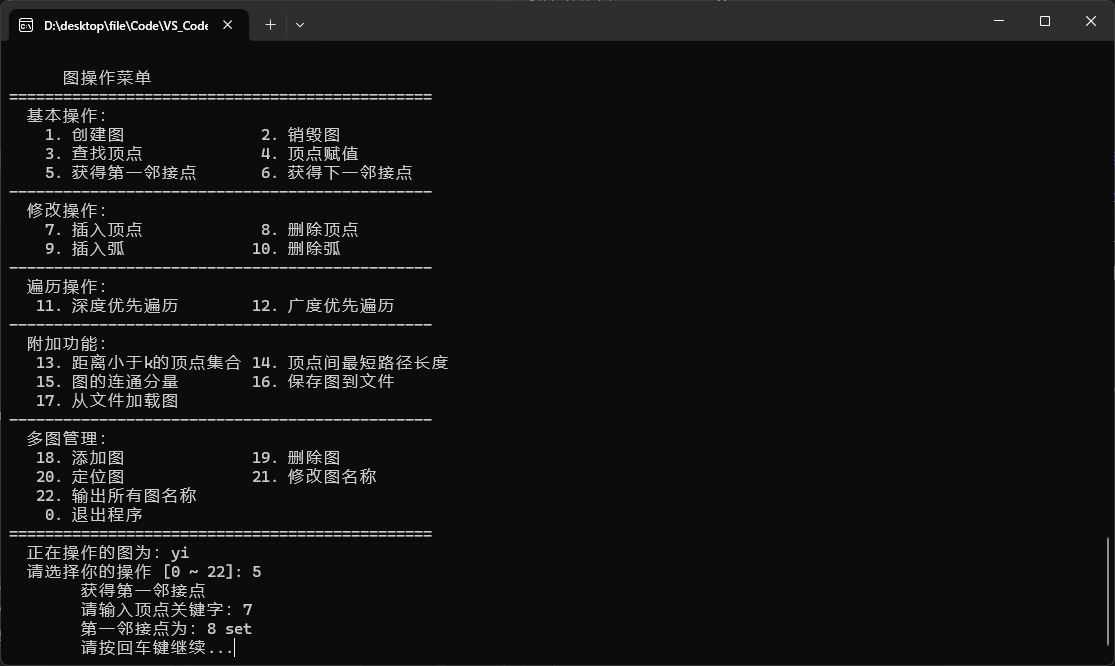 D:\desktop\file\Code\VS_Code
图操作菜单
===============================================
基本操作:
1. 创建图 2. 销毁图
3. 查找顶点 4. 顶点赋值
5. 获得第一邻接点 6. 获得下一邻接点
-----------------------------------------------
修改操作:
7. 插入顶点 8. 删除顶点
9. 插入弧 10. 删除弧
-----------------------------------------------
遍历操作:
11. 深度优先遍历 12. 广度优先遍历
-----------------------------------------------
附加功能:
13. 距离小于k的顶点集合 14. 顶点间最短路径长度
15. 图的连通分量 16. 保存图到文件
17. 从文件加载图
-----------------------------------------------
多图管理:
18. 添加图 19. 删除图
20. 定位图 21. 修改图名称
22. 输出所有图名称
0. 退出程序
===============================================
正在操作的图为: yi
请选择你的操作 [0 ~ 22]: 5
获得第一邻接点
请输入顶点关键字: 7
第一邻接点为: 8 set
请按回车键继续...